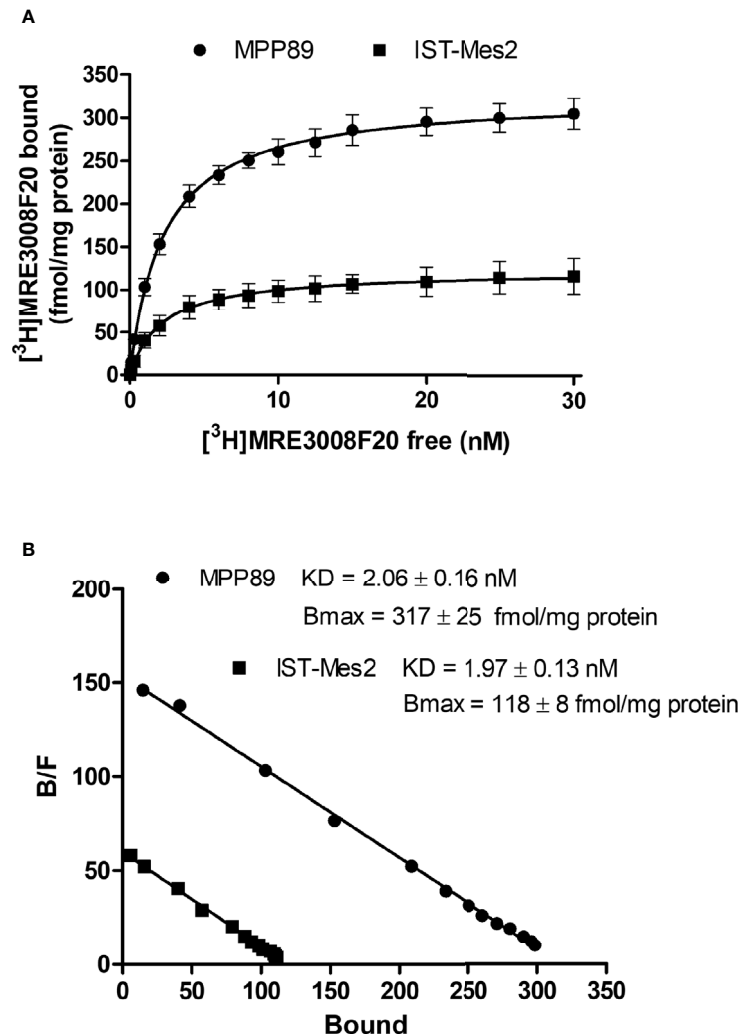 A
MPP89 IST-Mes2
[³H]MRE3008F20 bound
(fmol/mg protein)
350
300
250
200
150
100
50
0
0 10 20 30
[³H]MRE3008F20 free (nM)
B
MPP89 KD = 2.06 ± 0.16 nM
Bmax = 317 ± 25 fmol/mg protein
IST-Mes2 KD = 1.97 ± 0.13 nM
Bmax = 118 ± 8 fmol/mg protein
B/F
200
150
100
50
0
0 50 100 150 200 250 300 350
Bound